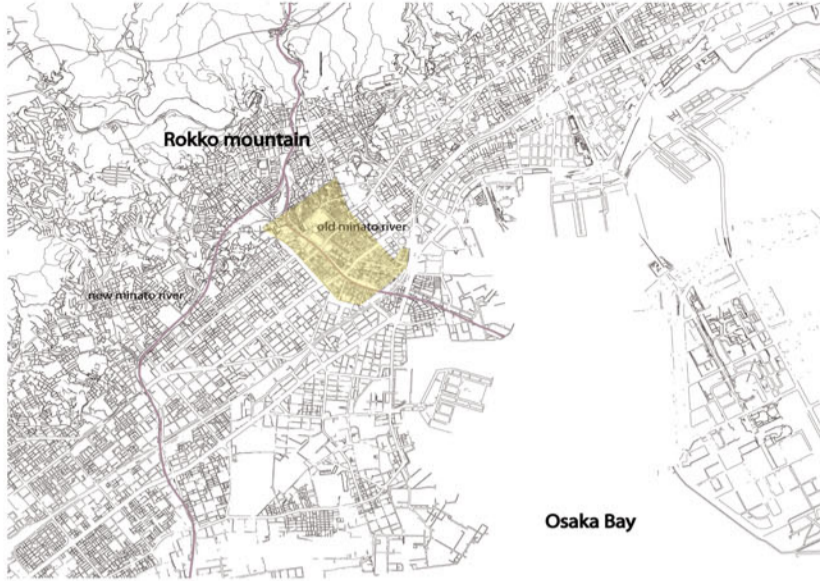 Rokko mountain
old minato river
new minato river
Osaka Bay